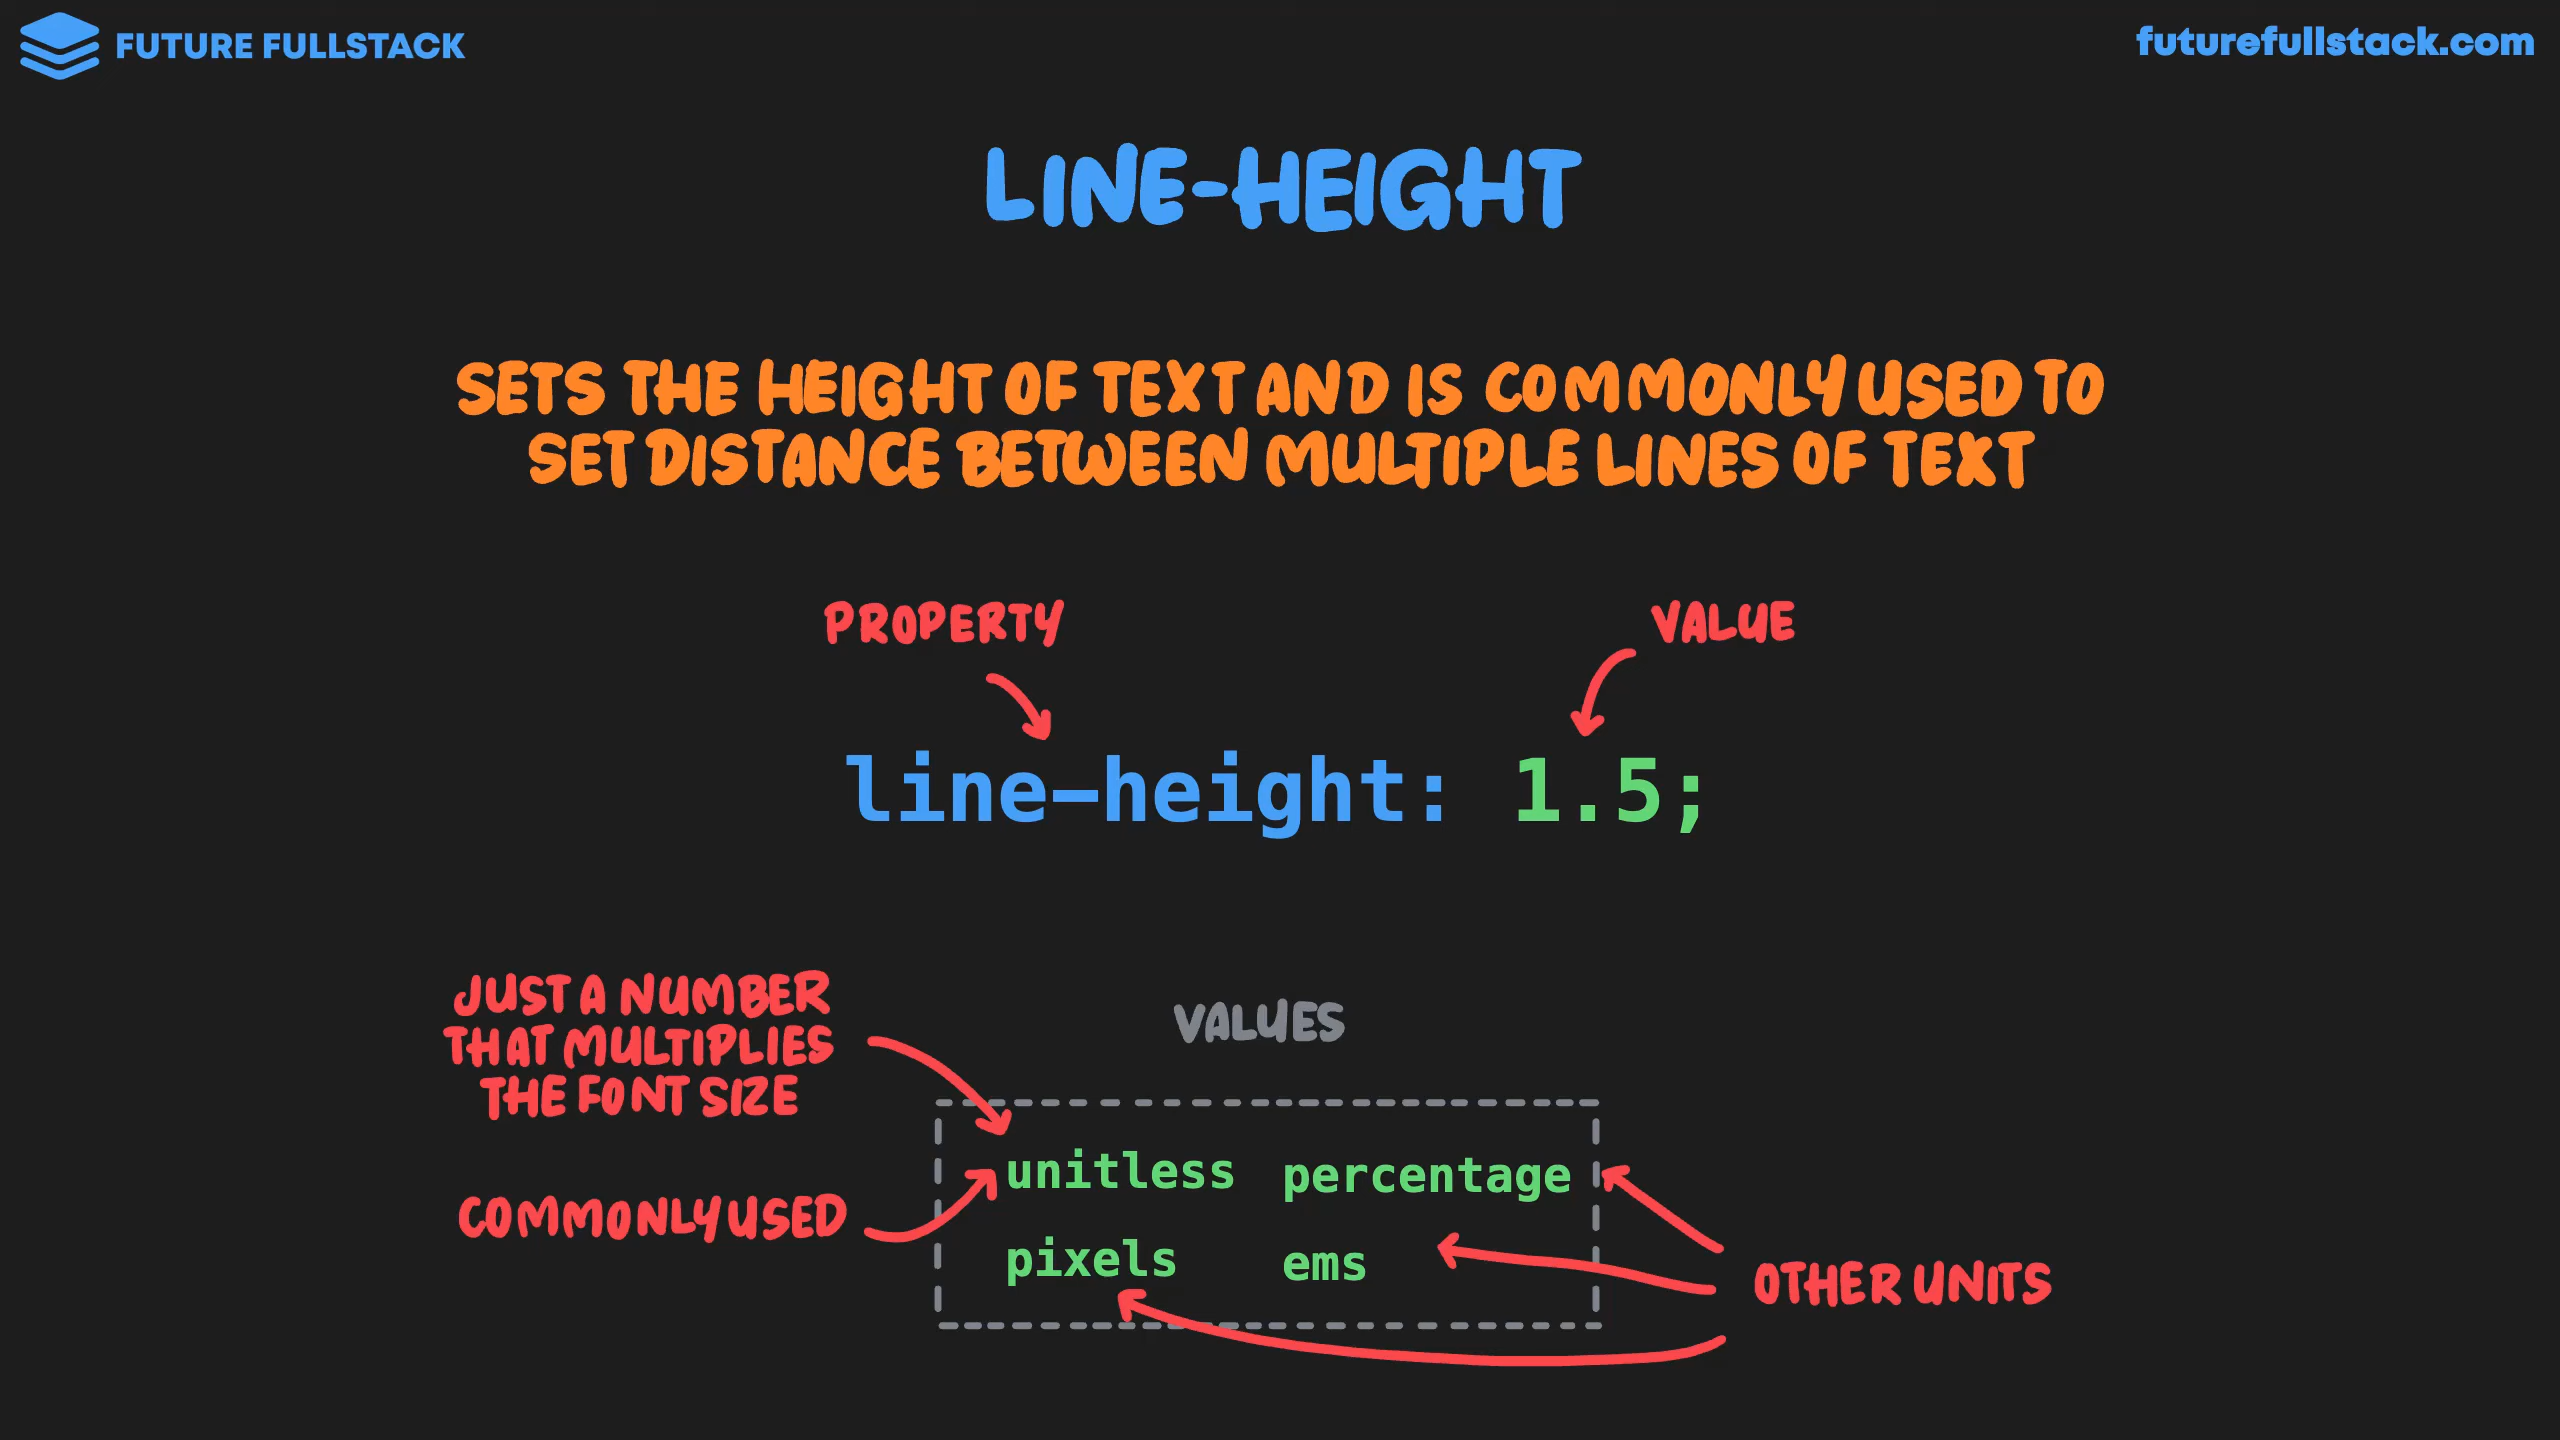 FUTURE FULLSTACK
futurefullstack.com
LINE-HEIGHT
SETS THE HEIGHT OF TEXT AND IS COMMONLY USED TO
SET DISTANCE BETWEEN MULTIPLE LINES OF TEXT
PROPERTY
VALUE
line-height: 1.5;
JUST A NUMBER
THAT MULTIPLIES
THE FONT SIZE
VALUES
unitless percentage
COMMONLY USED
pixels ems
OTHER UNITS